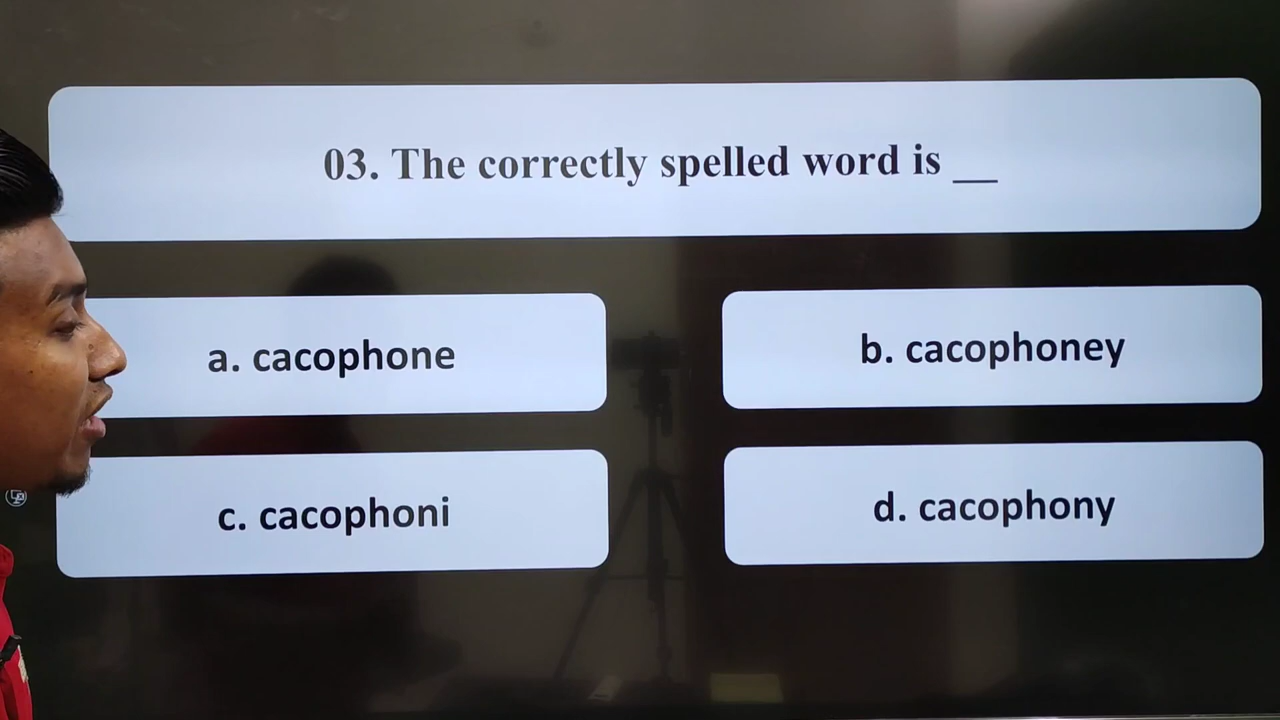 03. The correctly spelled word is __
a. cacophone
b. cacophoney
c. cacophoni
d. cacophony